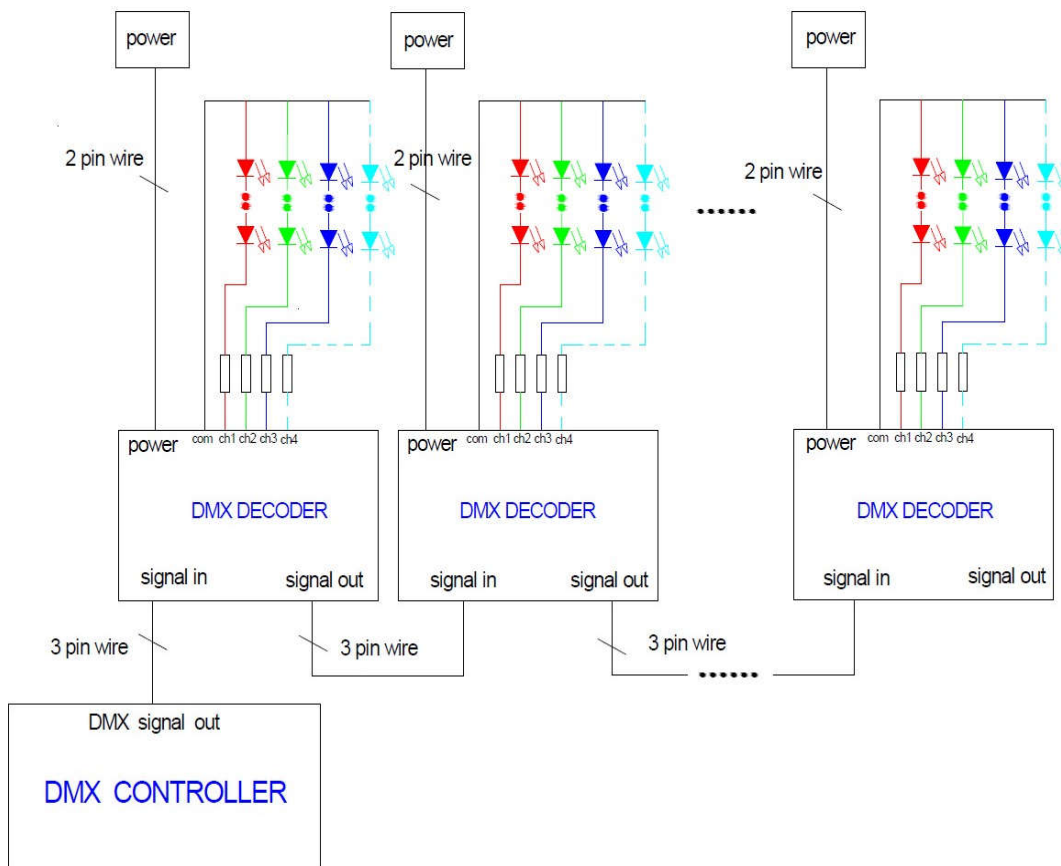 power
power
power
2 pin wire
2 pin wire
2 pin wire
com ch1 ch2 ch3 ch4
com ch1 ch2 ch3 ch4
com ch1 ch2 ch3 ch4
power
power
power
DMX DECODER
DMX DECODER
DMX DECODER
signal in
signal out
signal in
signal out
signal in
signal out
3 pin wire
3 pin wire
3 pin wire
DMX signal out
DMX CONTROLLER